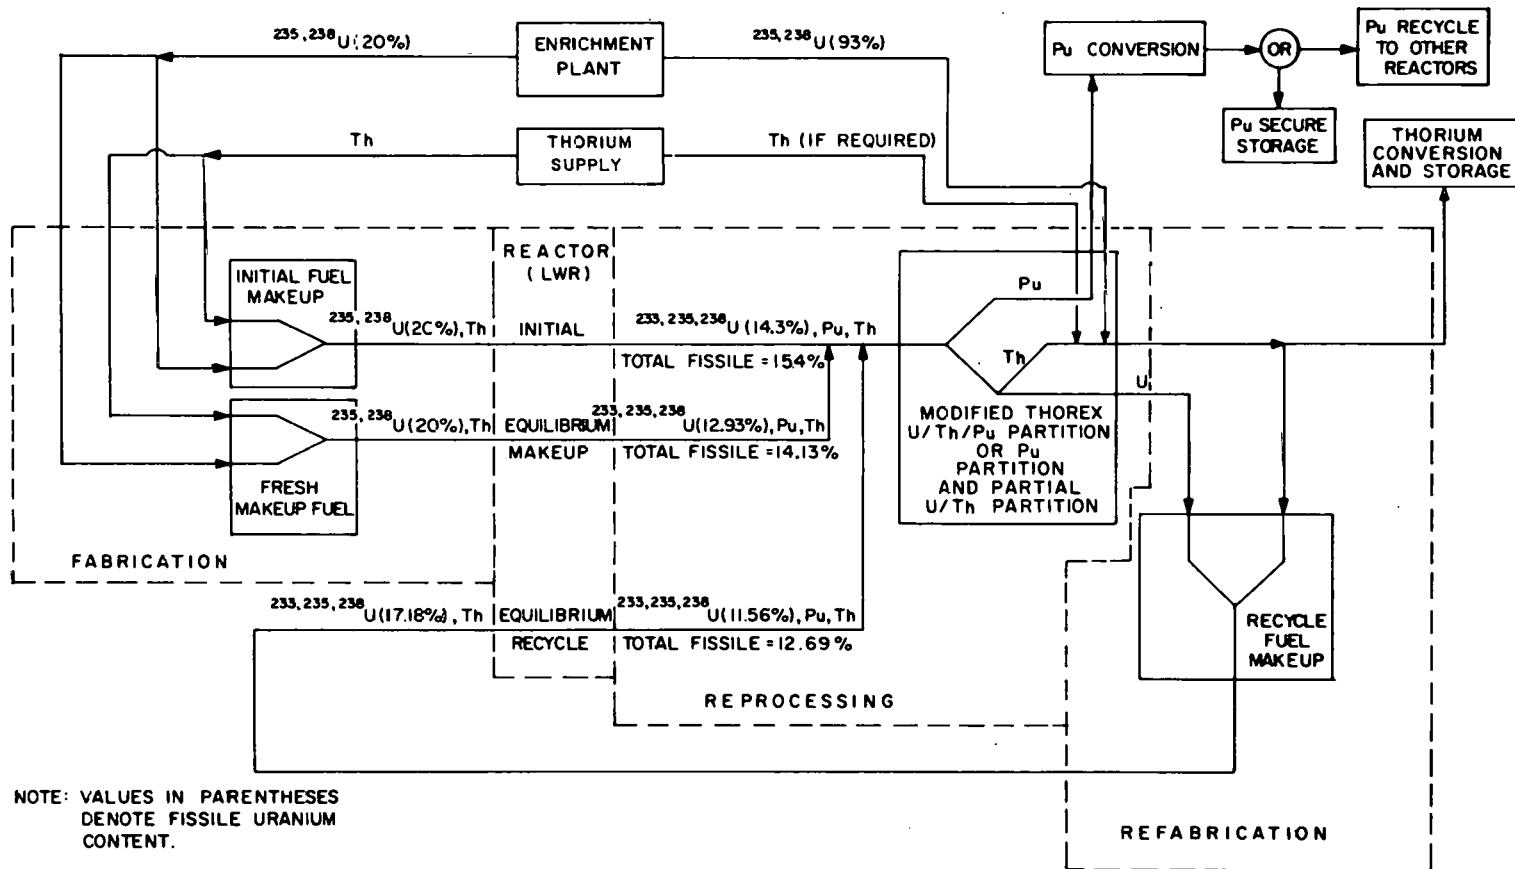 235,238U(20%)
ENRICHMENT
PLANT
235,238U(93%)
Pu CONVERSION
OR
Pu RECYCLE
TO OTHER
REACTORS
Pu SECURE
STORAGE
Th
THORIUM
SUPPLY
Th (IF REQUIRED)
THORIUM
CONVERSION
AND STORAGE
REACTOR
(LWR)
INITIAL FUEL
MAKEUP
235,238U(20%),Th
INITIAL
233,235,238U(14.3%),Pu,Th
TOTAL FISSILE=15.4%
Pu
Th
U
MODIFIED THOREX
U/Th/Pu PARTITION
OR Pu
PARTITION
AND PARTIAL
U/Th PARTITION
235,238U(20%),Th
EQUILIBRIUM
MAKEUP
233,235,238U(12.93%),Pu,Th
TOTAL FISSILE=14.13%
FRESH
MAKEUP FUEL
FABRICATION
233,235,238U(17.18%),Th
EQUILIBRIUM
RECYCLE
233,235,238U(11.56%),Pu,Th
TOTAL FISSILE=12.69%
RECYCLE
FUEL
MAKEUP
REPROCESSING
REFABRICATION
NOTE: VALUES IN PARENTHESES
DENOTE FISSILE URANIUM
CONTENT.